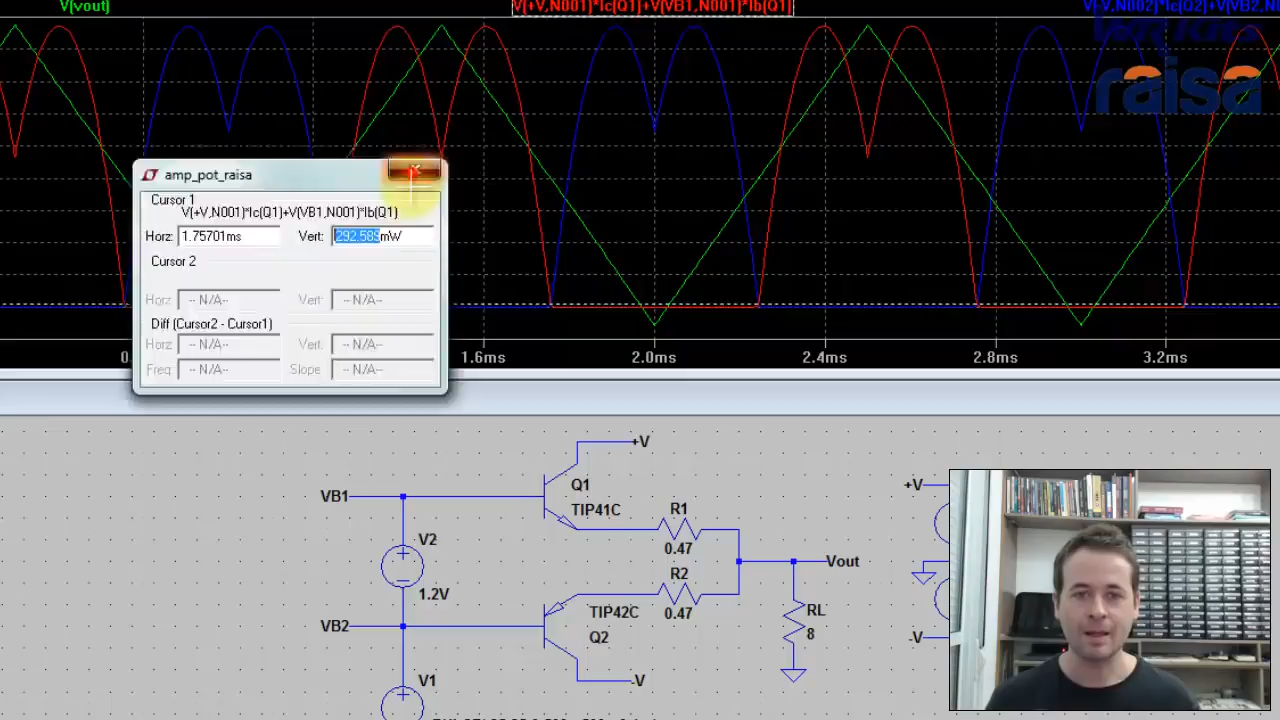 V(vout)
V(+V,N001)*Ic(Q1)+V(VB1,N001)*Ib(Q1)
V(-V,N002)*Ic(Q2)+V(VB2,N
raisa
amp_pot_raisa
Cursor 1
V(+V,N001)*Ic(Q1)+V(VB1,N001)*Ib(Q1)
Horz: 1.75701ms Vert: 292.589mW
Cursor 2
Horz: -- N/A-- Vert: -- N/A--
Diff (Cursor2 - Cursor1)
Horz: -- N/A-- Vert: -- N/A--
Freq: -- N/A-- Slope: -- N/A--
0.
1.6ms
2.0ms
2.4ms
2.8ms
3.2ms
+V
VB1
Q1
TIP41C
R1
0.47
V2
+
1.2V
Vout
R2
0.47
TIP42C
Q2
VB2
RL
8
-V
V1
+
+V
-V